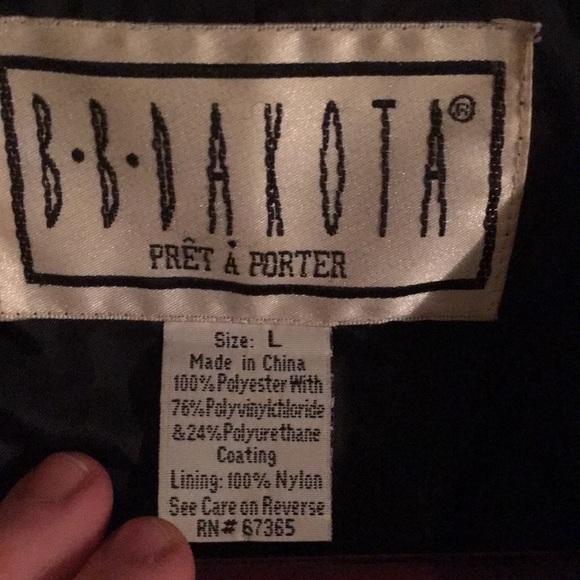 B·B·DAKOTA®
PRÊT À PORTER
Size: L
Made in China
100% Polyester With
76% Polyvinylchloride
& 24% Polyurethane
Coating
Lining: 100% Nylon
See Care on Reverse
RN# 67365